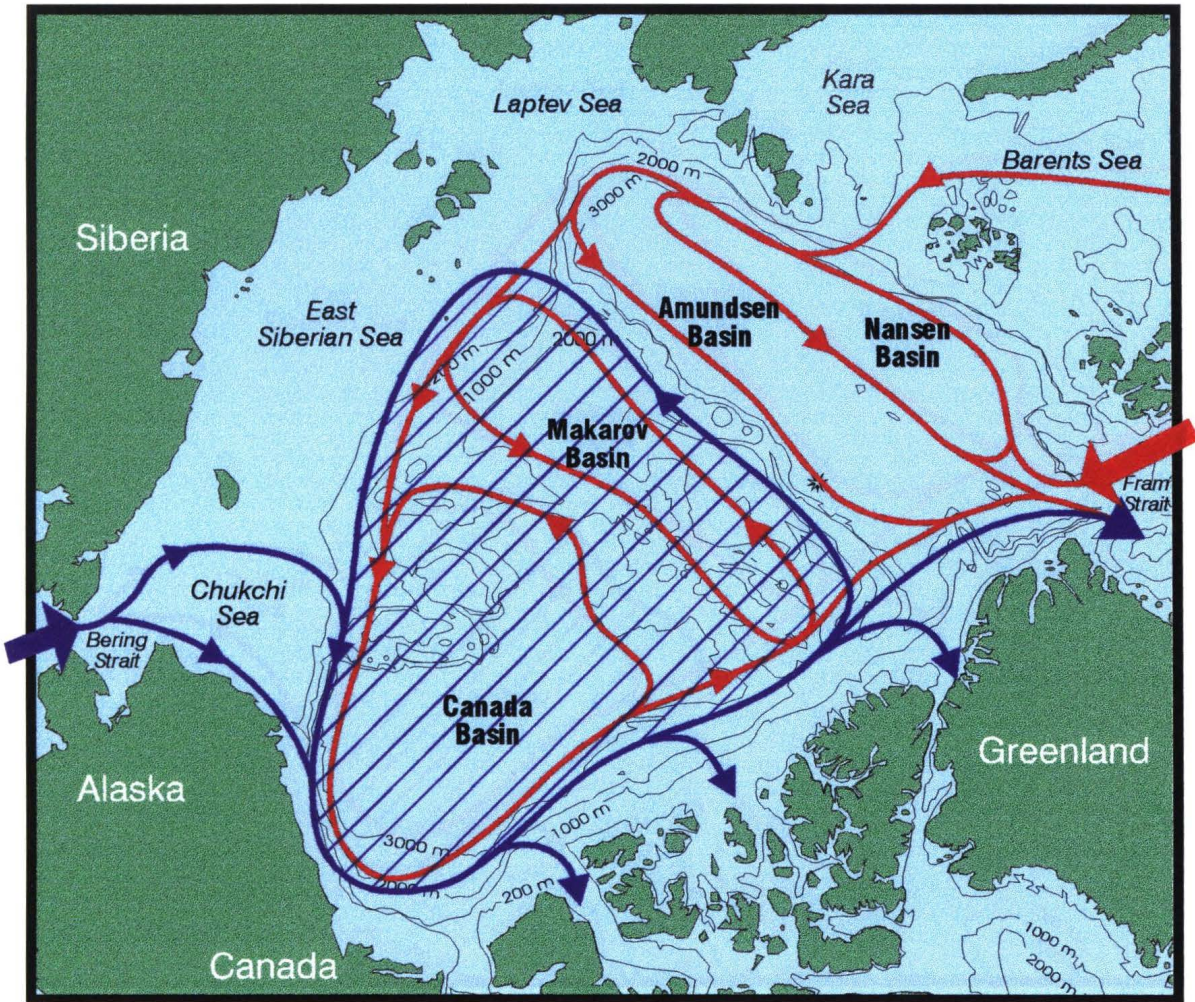 Kara
Sea
Laptev Sea
Barents Sea
2000 m
3000 m
Siberia
East
Siberian Sea
Amundsen
Basin
Nansen
Basin
2000 m
200 m
1000 m
Makarov
Basin
Fram
Strait
Chukchi
Sea
Bering
Strait
Canada
Basin
Greenland
Alaska
1000 m
3000 m
2000 m
200 m
Canada
1000 m
2000 m